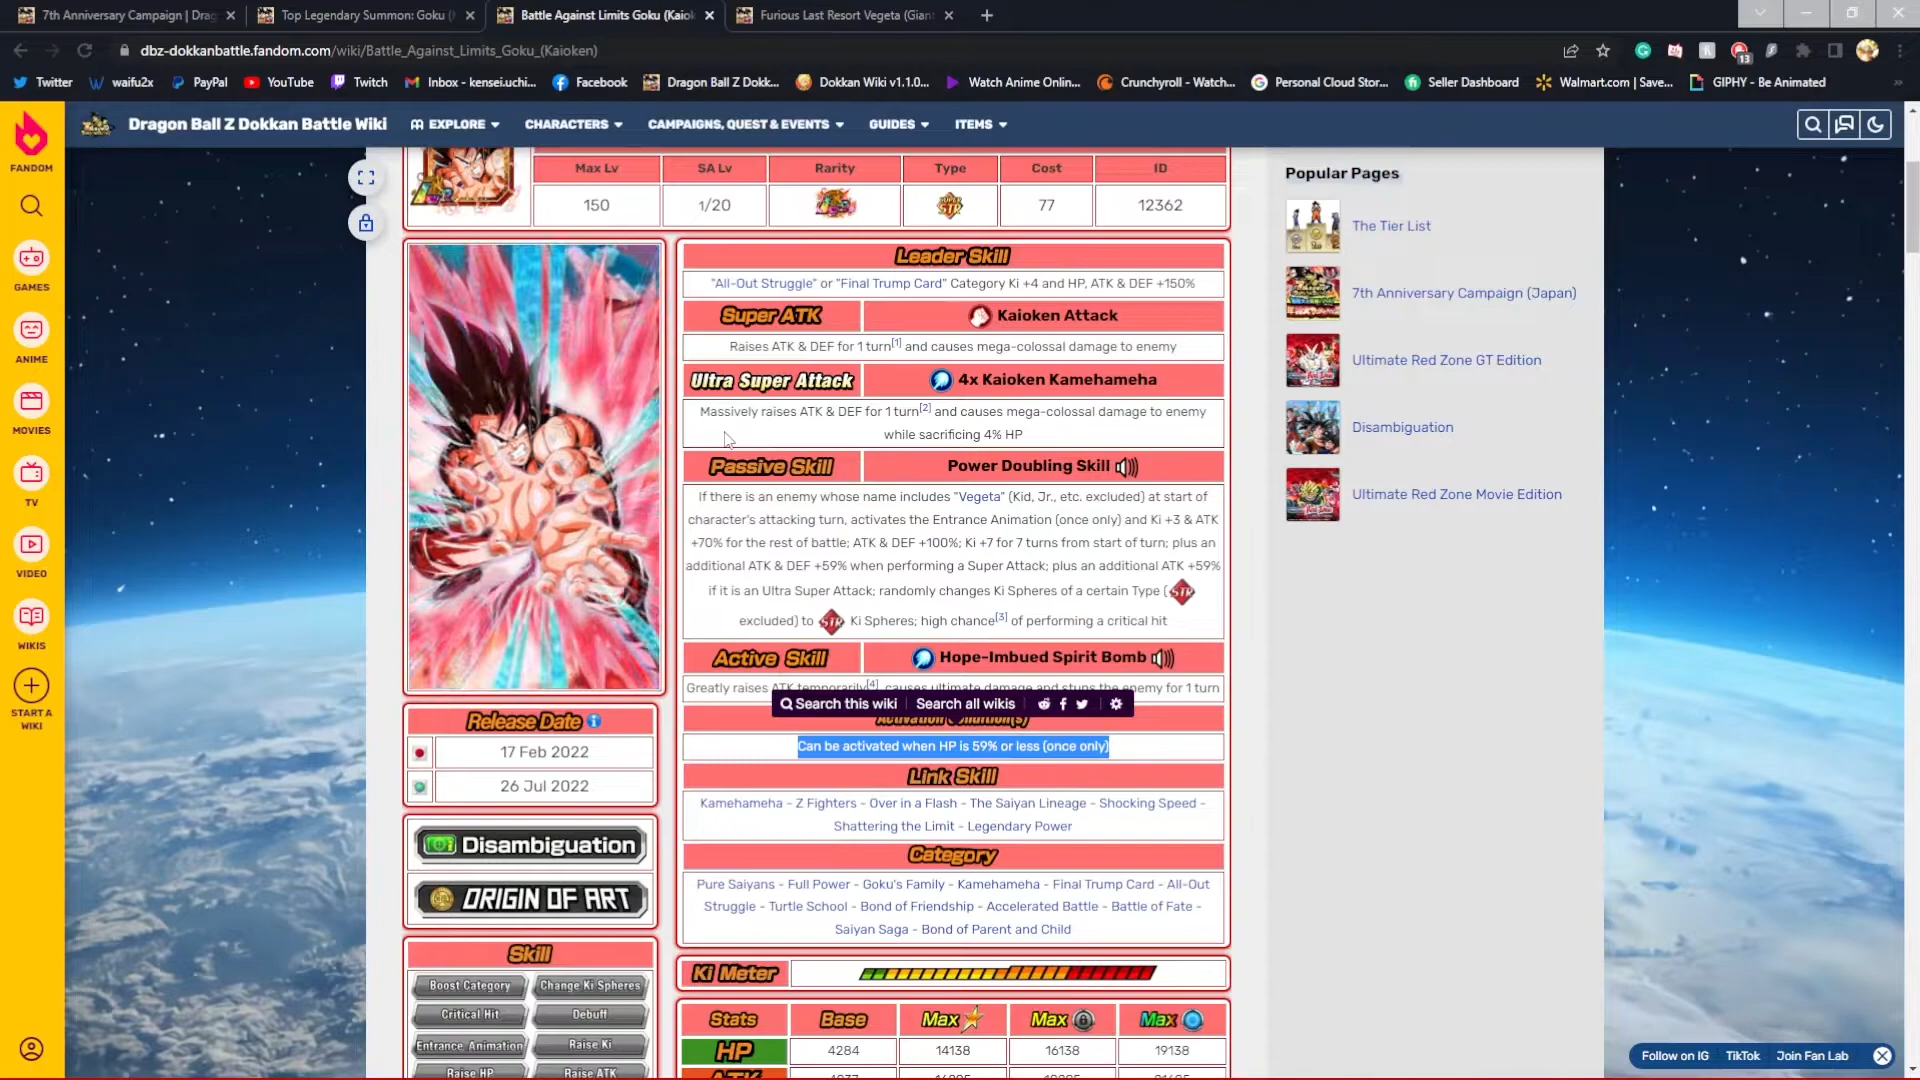 7th Anniversary Campaign | Drag
Top Legendary Summon: Goku (
Battle Against Limits Goku (Kaiok
Furious Last Resort Vegeta (Gian
dbz-dokkanbattle.fandom.com/wiki/Battle_Against_Limits_Goku_(Kaioken)
13
Twitter
waifu2x
PayPal
YouTube
Twitch
Inbox - kensei.uchi...
Facebook
Dragon Ball Z Dokk...
Dokkan Wiki v1.1.0...
Watch Anime Onlin...
Crunchyroll - Watch...
Personal Cloud Stor...
Seller Dashboard
Walmart.com | Save...
GIPHY - Be Animated
Dragon Ball Z Dokkan Battle Wiki
EXPLORE
CHARACTERS
CAMPAIGNS, QUEST & EVENTS
GUIDES
ITEMS
FANDOM
GAMES
ANIME
MOVIES
TV
VIDEO
WIKIS
START A
WIKI
Max Lv SA Lv Rarity Type Cost ID
150 1/20 SUPER STR 77 12362
Leader Skill
"All-Out Struggle" or "Final Trump Card" Category Ki +4 and HP, ATK & DEF +150%
Super ATK Kaioken Attack
Raises ATK & DEF for 1 turn[1] and causes mega-colossal damage to enemy
Ultra Super Attack 4x Kaioken Kamehameha
Massively raises ATK & DEF for 1 turn[2] and causes mega-colossal damage to enemy
while sacrificing 4% HP
Passive Skill Power Doubling Skill
If there is an enemy whose name includes "Vegeta" (Kid, Jr., etc. excluded) at start of
character's attacking turn, activates the Entrance Animation (once only) and Ki +3 & ATK
+70% for the rest of battle; ATK & DEF +100%; Ki +7 for 7 turns from start of turn; plus an
additional ATK & DEF +59% when performing a Super Attack; plus an additional ATK +59%
if it is an Ultra Super Attack; randomly changes Ki Spheres of a certain Type (STR
excluded) to STR Ki Spheres; high chance[3] of performing a critical hit
Active Skill Hope-Imbued Spirit Bomb
Greatly raises ATK temporarily[4], causes ultimate damage and stuns the enemy for 1 turn
Search this wiki Search all wikis
Activation Condition(s)
Can be activated when HP is 59% or less (once only)
Link Skill
Kamehameha - Z Fighters - Over in a Flash - The Saiyan Lineage - Shocking Speed -
Shattering the Limit - Legendary Power
Category
Pure Saiyans - Full Power - Goku's Family - Kamehameha - Final Trump Card - All-Out
Struggle - Turtle School - Bond of Friendship - Accelerated Battle - Battle of Fate -
Saiyan Saga - Bond of Parent and Child
Ki Meter
Stats Base Max Max Max
HP 4284 14138 16138 19138
ATK
Release Date
17 Feb 2022
26 Jul 2022
Disambiguation
ORIGIN OF ART
Skill
Boost Category Change Ki Spheres
Critical Hit Debuff
Entrance Animation Raise Ki
Raise HP Raise ATK
Popular Pages
The Tier List
7th Anniversary Campaign (Japan)
Ultimate Red Zone GT Edition
Disambiguation
Ultimate Red Zone Movie Edition
Follow on IG TikTok Join Fan Lab